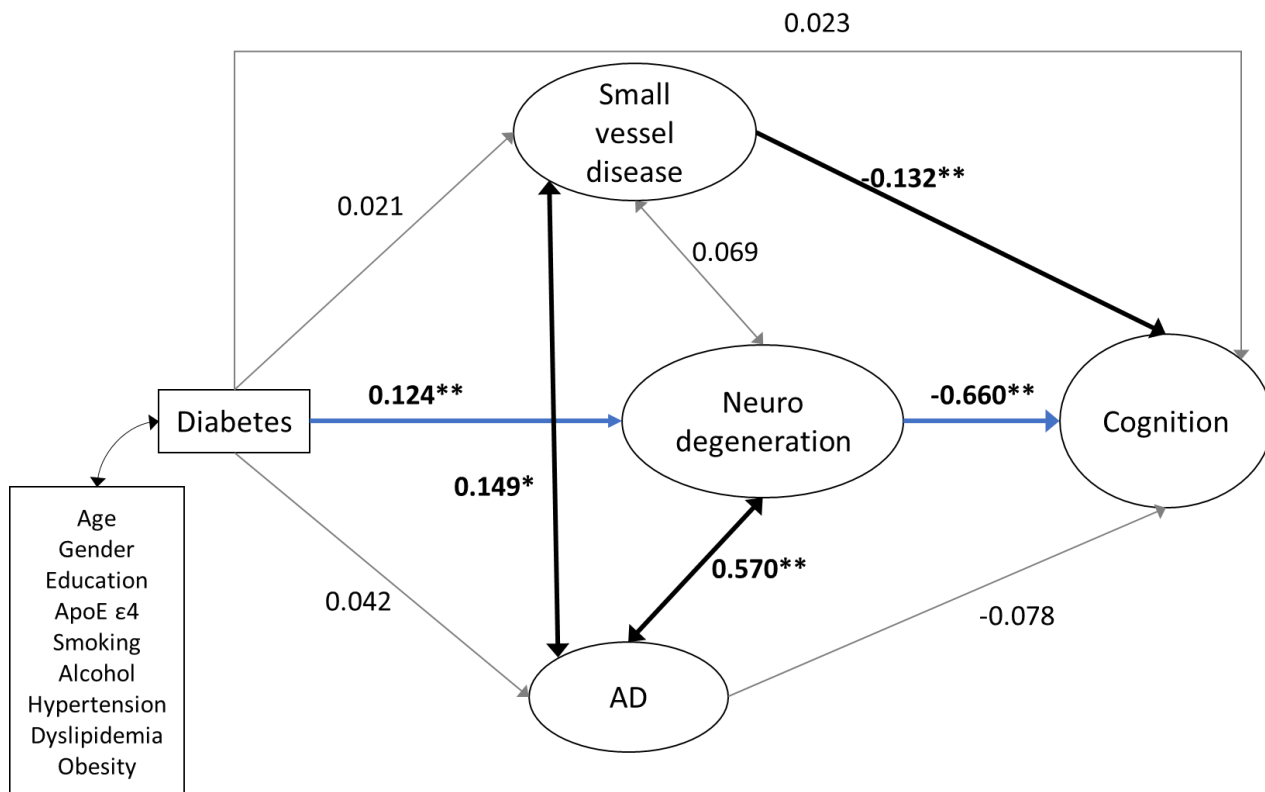 0.023
Small
vessel
disease
-0.132**
0.021
0.069
0.124**
Neuro
degeneration
-0.660**
Diabetes
Cognition
0.149*
Age
Gender
Education
ApoE ε4
Smoking
Alcohol
Hypertension
Dyslipidemia
Obesity
0.570**
0.042
-0.078
AD